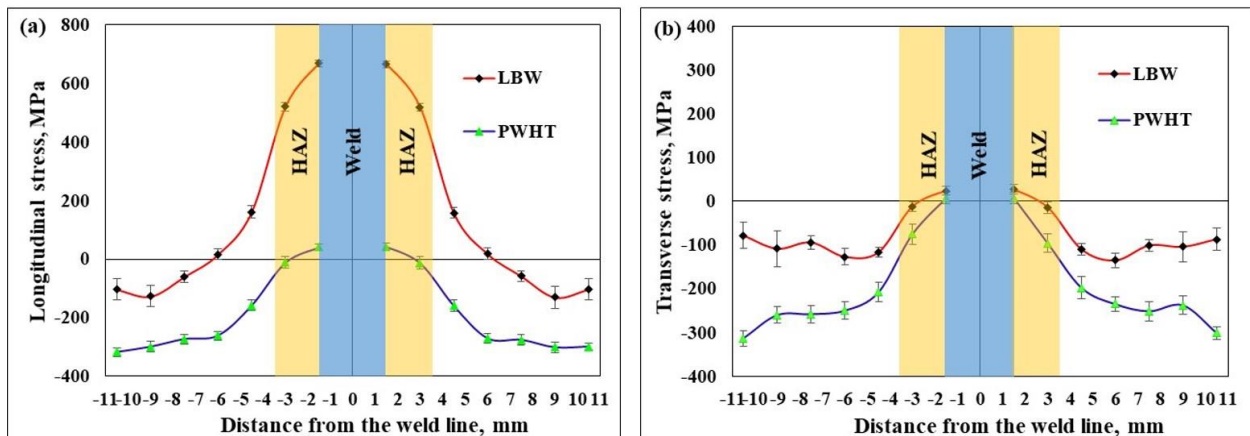 (a)
800
600
400
200
0
-200
-400
Longitudinal stress, MPa
LBW
PWHT
HAZ
Weld
HAZ
-11 -10 -9 -8 -7 -6 -5 -4 -3 -2 -1 0 1 2 3 4 5 6 7 8 9 10 11
Distance from the weld line, mm
(b)
400
300
200
100
0
-100
-200
-300
-400
Transverse stress, MPa
LBW
PWHT
HAZ
Weld
HAZ
-11 -10 -9 -8 -7 -6 -5 -4 -3 -2 -1 0 1 2 3 4 5 6 7 8 9 10 11
Distance from the weld line, mm